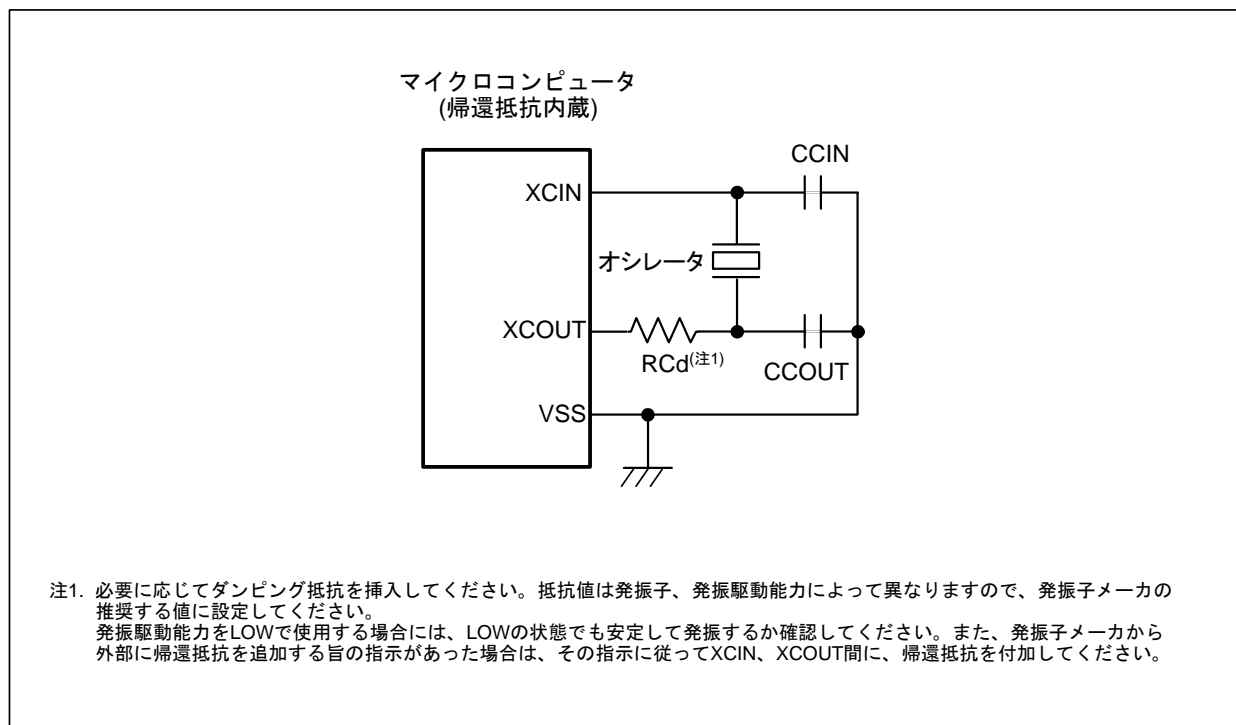 マイクロコンピュータ
(帰還抵抗内蔵)
CCIN
XCIN
オシレータ
XCOUT
RCd(注1)
CCOUT
VSS
注1. 必要に応じてダンピング抵抗を挿入してください。抵抗値は発振子、発振駆動能力によって異なりますので、発振子メーカの
推奨する値に設定してください。
発振駆動能力をLOWで使用する場合には、LOWの状態でも安定して発振するか確認してください。また、発振子メーカから
外部に帰還抵抗を追加する旨の指示があった場合は、その指示に従ってXCIN、XCOUT間に、帰還抵抗を付加してください。